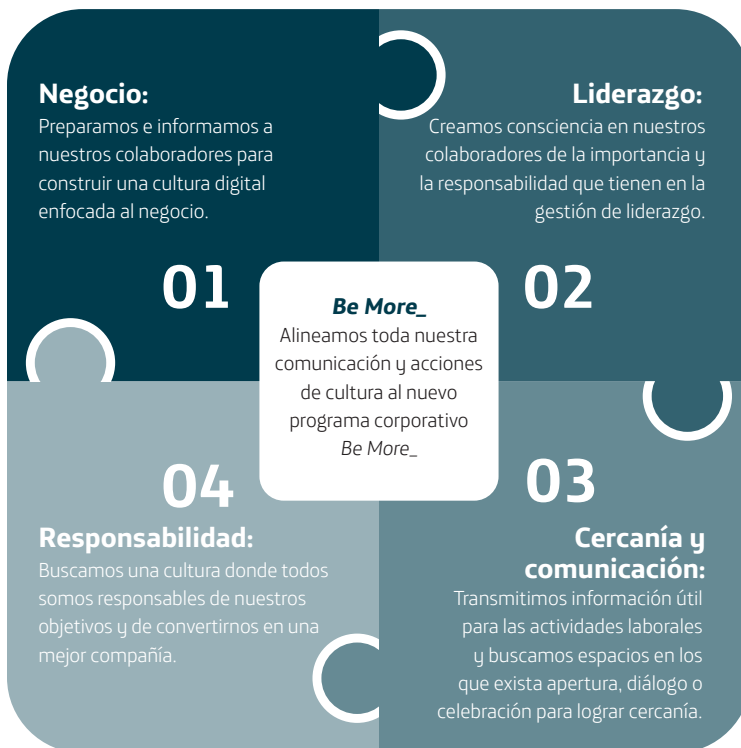 Negocio:
Preparamos e informamos a
nuestros colaboradores para
construir una cultura digital
enfocada al negocio.
01
Liderazgo:
Creamos consciencia en nuestros
colaboradores de la importancia y
la responsabilidad que tienen en la
gestión de liderazgo.
02
Be More_
Alineamos toda nuestra
comunicación y acciones
de cultura al nuevo
programa corporativo
Be More_
03
Cercanía y
comunicación:
Transmitimos información útil
para las actividades laborales
y buscamos espacios en los
que exista apertura, diálogo o
celebración para lograr cercanía.
04
Responsabilidad:
Buscamos una cultura donde todos
somos responsables de nuestros
objetivos y de convertirnos en una
mejor compañía.